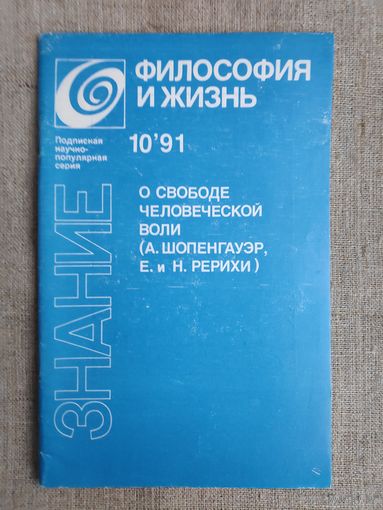 ФИЛОСОФИЯ
И ЖИЗНЬ
Подписная
научно-
популярная
серия
10'91
ЗНАНИЕ
О СВОБОДЕ
ЧЕЛОВЕЧЕСКОЙ
ВОЛИ
(А. ШОПЕНГАУЭР,
Е. и Н. РЕРИХИ)